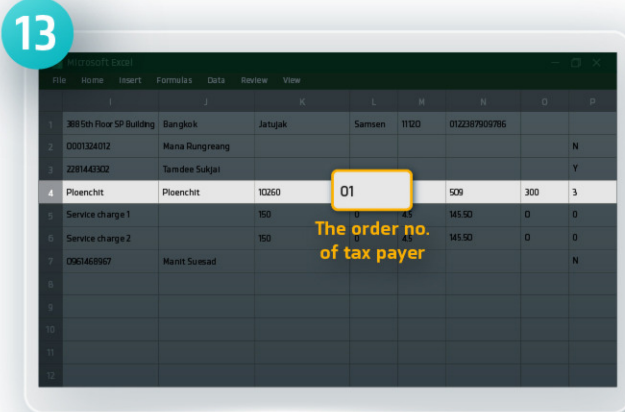 13
Microsoft Excel
File Home Insert Formulas Data Review View
I J K L M N O P
1 388 5th Floor SP Building Bangkok Jatujak Samsen 11120 0122387909786
2 0001324012 Mana Rungreang N
3 2281443302 Tamdee Sukjai Y
4 Ploenchit Ploenchit 10260 01 509 300 3
5 Service charge 1 150 0 4.5 145.50 0 0
6 Service charge 2 150 0 4.5 145.50 0 0
The order no.
of tax payer
7 0961468967 Manit Suesad N
8
9
10
11
12